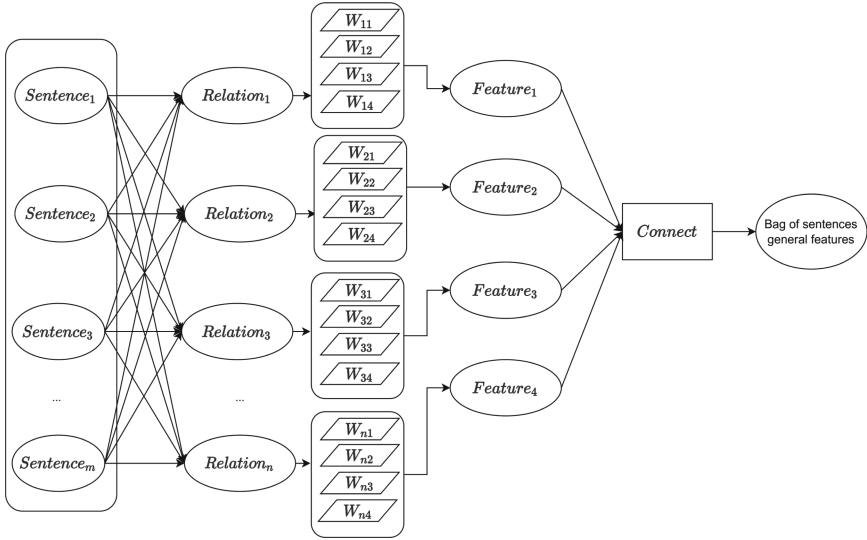 Sentence₁
Sentence₂
Sentence₃
...
Sentenceₘ
Relation₁
Relation₂
Relation₃
...
Relationₙ
W₁₁
W₁₂
W₁₃
W₁₄
W₂₁
W₂₂
W₂₃
W₂₄
W₃₁
W₃₂
W₃₃
W₃₄
Wₙ₁
Wₙ₂
Wₙ₃
Wₙ₄
Feature₁
Feature₂
Feature₃
Feature₄
Connect
Bag of sentences
general features